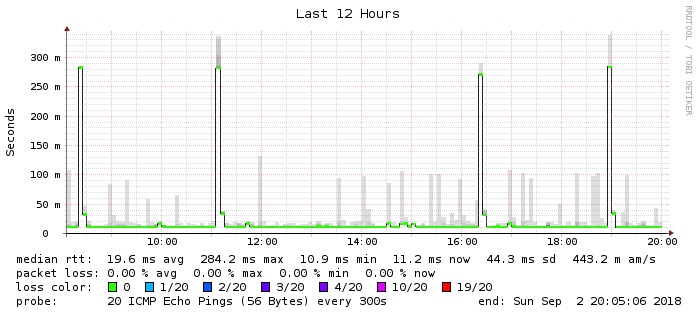 Last 12 Hours
RRDTOOL / TOBI OETIKER
Seconds
300 m
250 m
200 m
150 m
100 m
50 m
0
10:00 12:00 14:00 16:00 18:00 20:00
median rtt: 19.6 ms avg 284.2 ms max 10.9 ms min 11.2 ms now 44.3 ms sd 443.2 m am/s
packet loss: 0.00 % avg 0.00 % max 0.00 % min 0.00 % now
loss color: 0 1/20 2/20 3/20 4/20 10/20 19/20
probe: 20 ICMP Echo Pings (56 Bytes) every 300s end: Sun Sep 2 20:05:06 2018